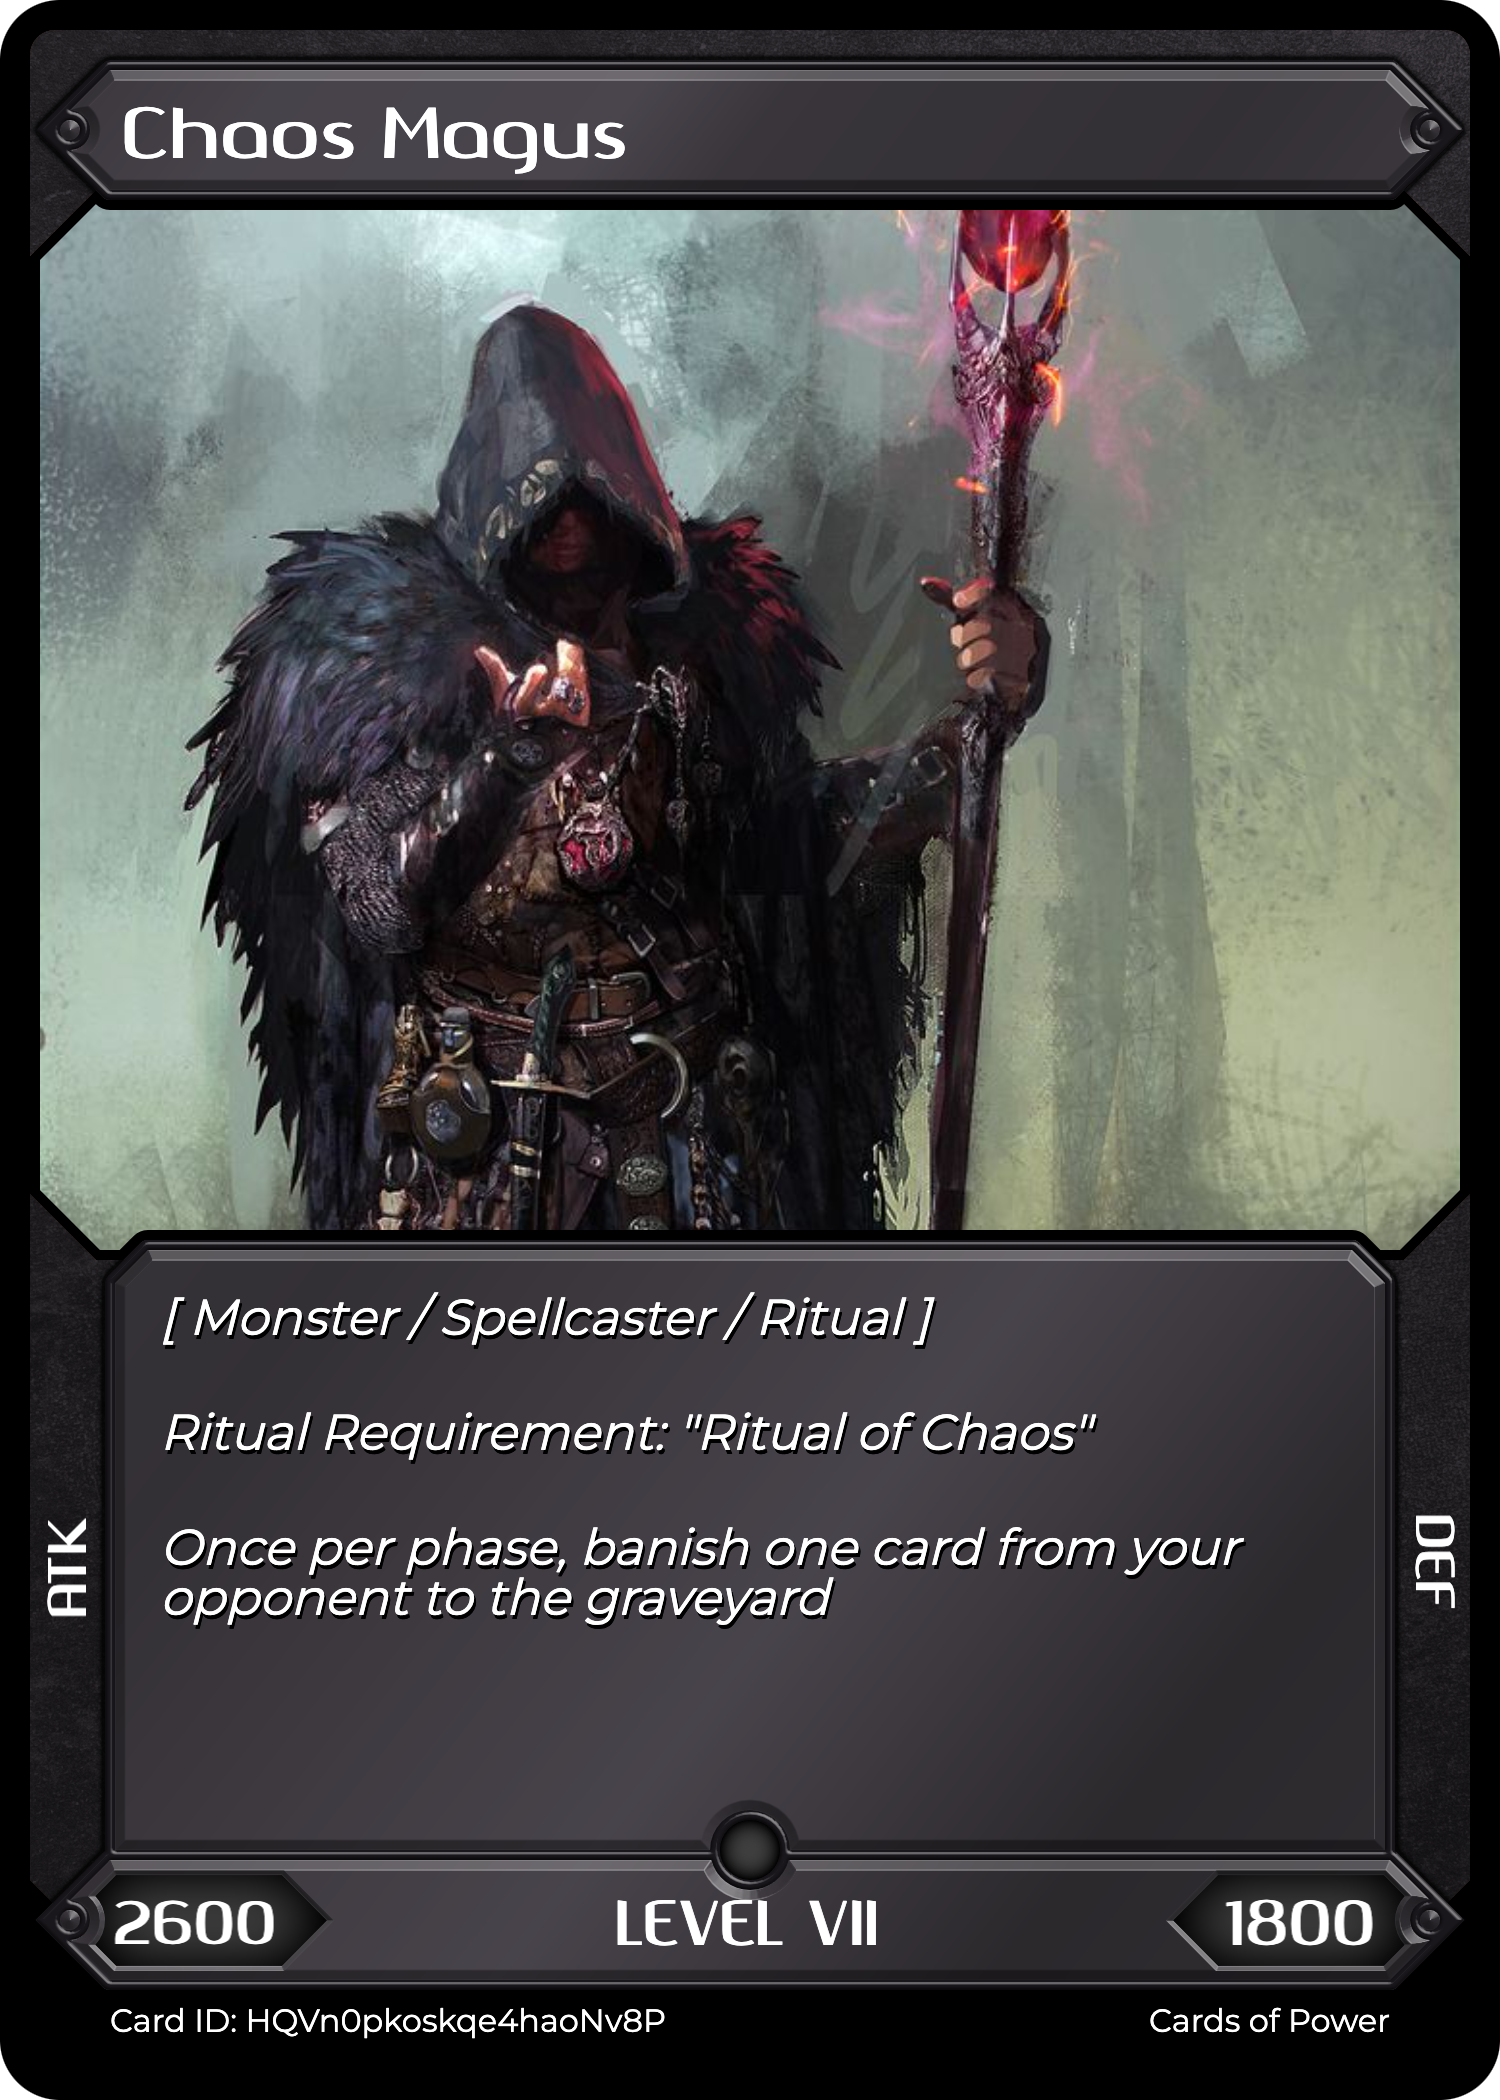 Chaos Magus
[ Monster / Spellcaster / Ritual ]
Ritual Requirement: "Ritual of Chaos"
Once per phase, banish one card from your
opponent to the graveyard
ATK
DEF
2600
LEVEL VII
1800
Card ID: HQVn0pkoskqe4haoNv8P
Cards of Power